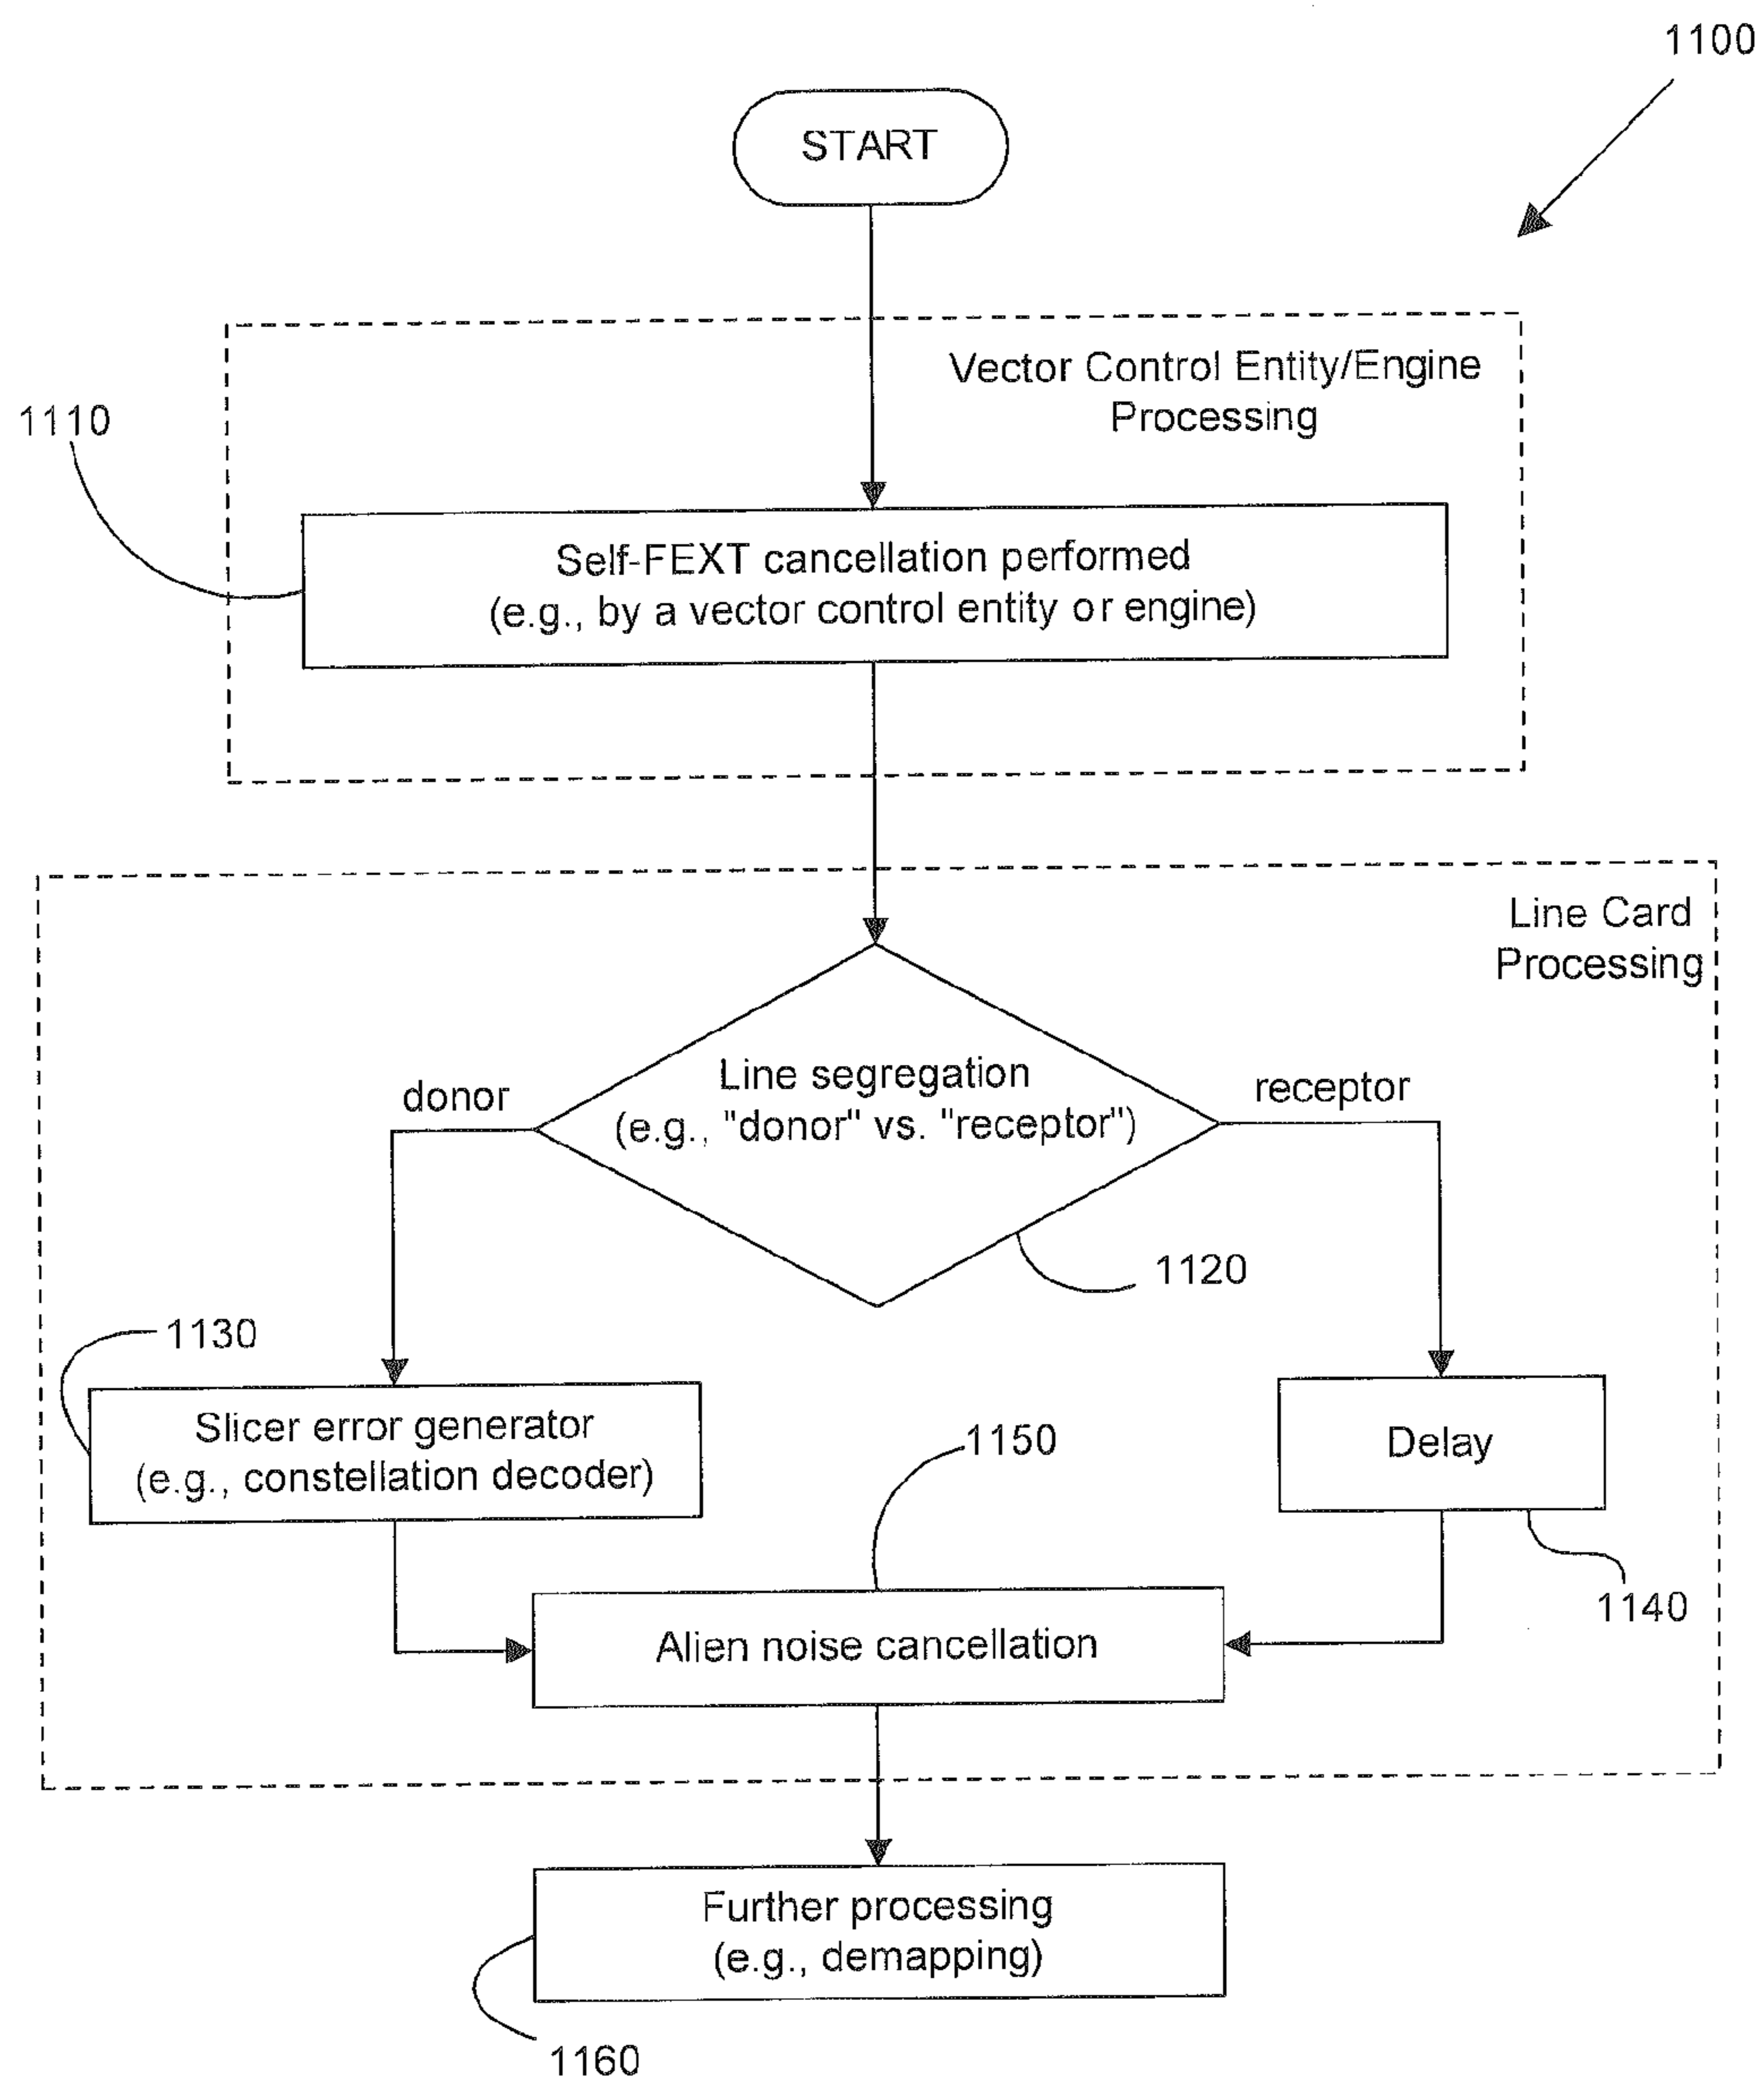 1100
START
Vector Control Entity/Engine
Processing
1110
Self-FEXT cancellation performed
(e.g., by a vector control entity or engine)
Line Card
Processing
donor
Line segregation
(e.g., "donor" vs. "receptor")
receptor
1120
1130
Slicer error generator
(e.g., constellation decoder)
1150
Delay
1140
Alien noise cancellation
Further processing
(e.g., demapping)
1160